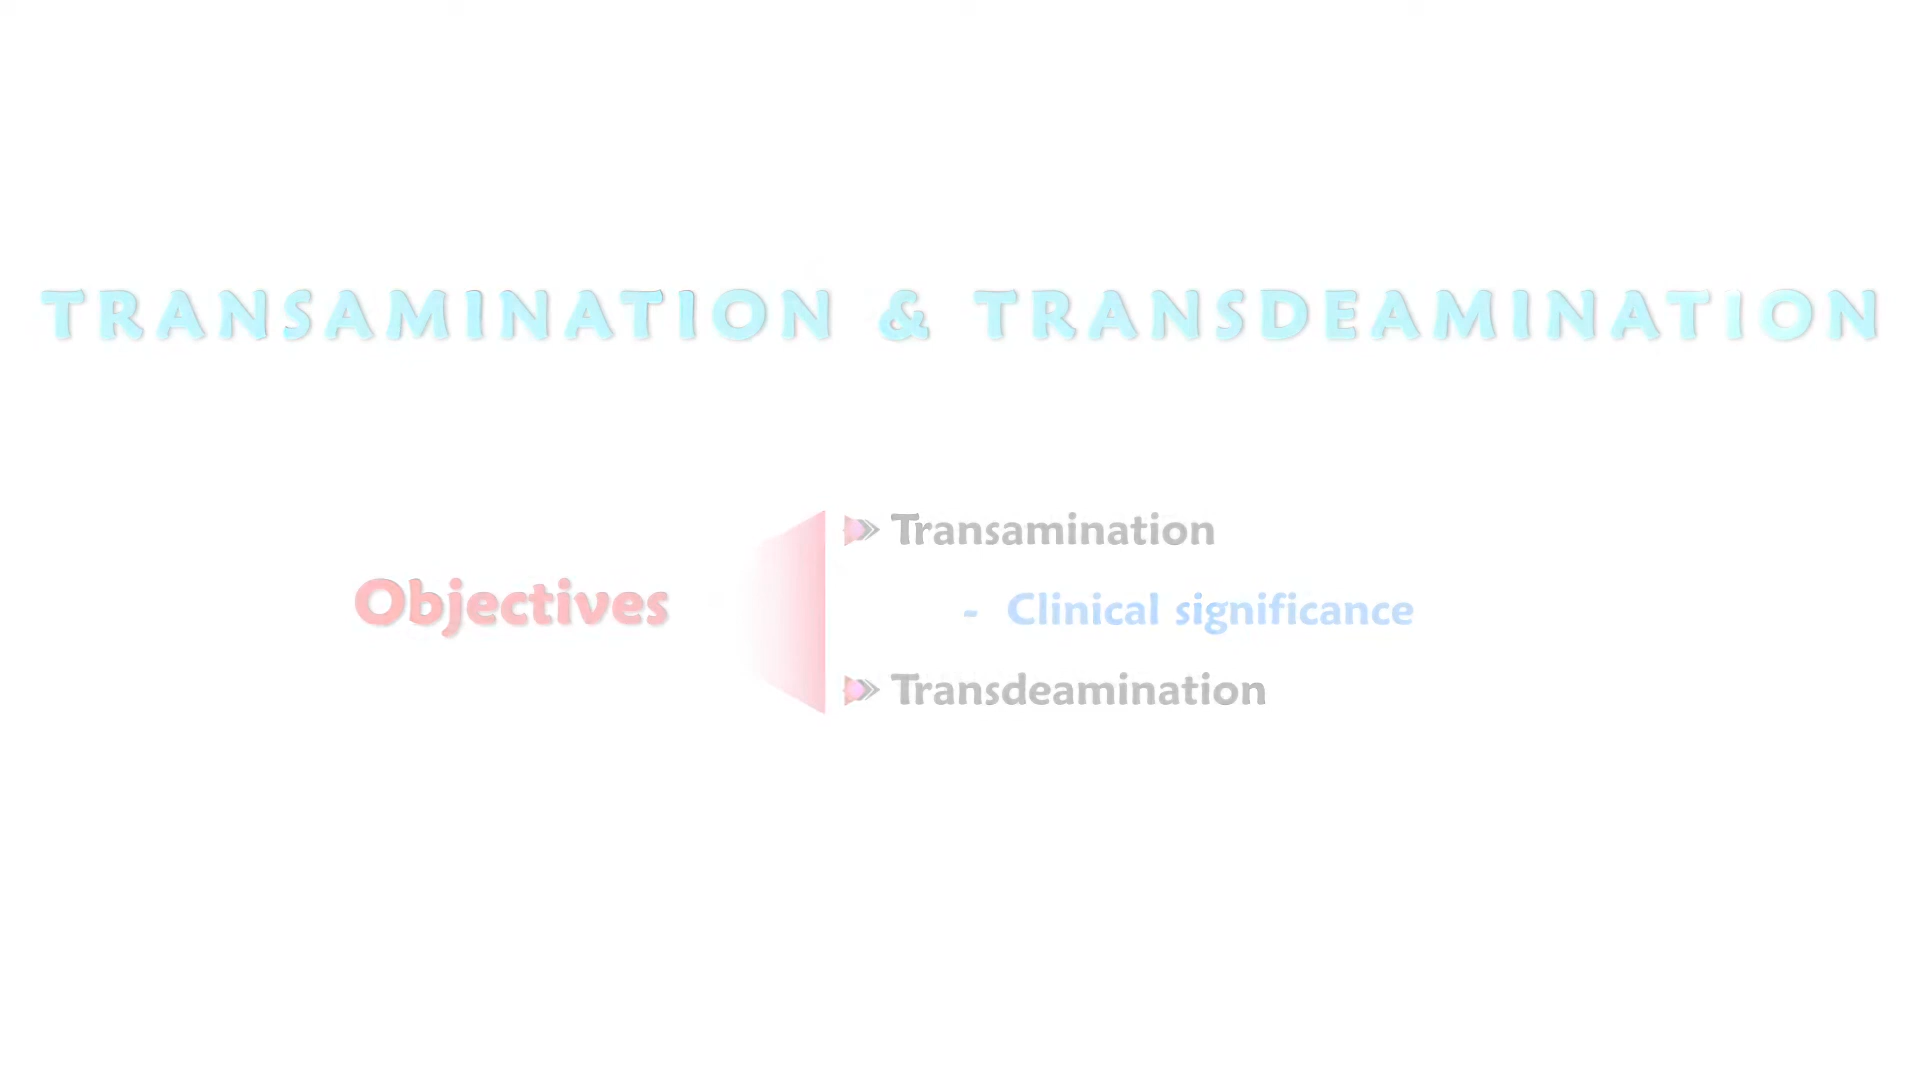 TRANSAMINATION & TRANSDEAMINATION
Objectives
Transamination
- Clinical significance
Transdeamination